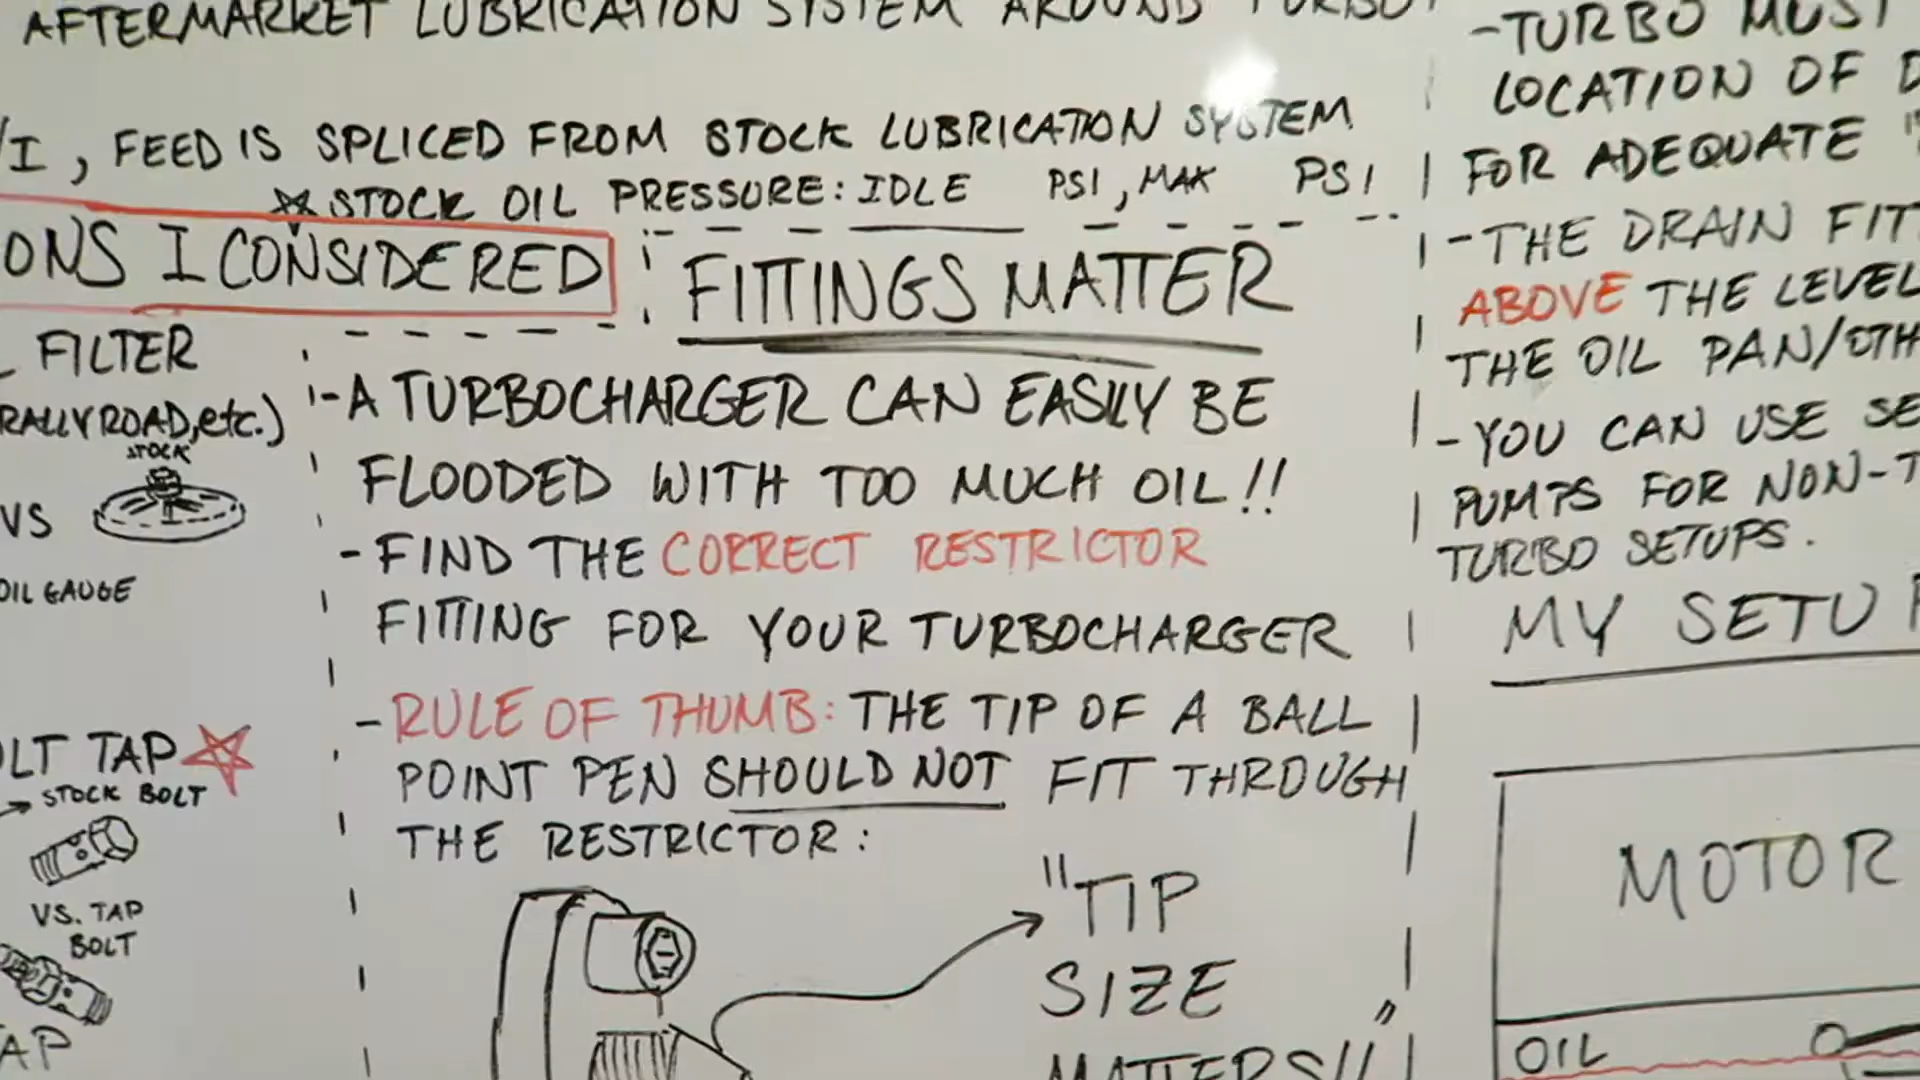 AFTERMARKET LUBRICATION SYSTEM AROUND TURBO
/I, FEED IS SPLICED FROM STOCK LUBRICATION SYSTEM
STOCK OIL PRESSURE: IDLE PSI, MAX PSI
ONS I CONSIDERED
FILTER
RALLYROAD, etc.)
STOCK
VS
OIL GAUGE
LT TAP
STOCK BOLT
VS. TAP
BOLT
AP
FITTINGS MATTER
-A TURBOCHARGER CAN EASILY BE
FLOODED WITH TOO MUCH OIL!!
-FIND THE CORRECT RESTRICTOR
FITTING FOR YOUR TURBOCHARGER
-RULE OF THUMB: THE TIP OF A BALL
POINT PEN SHOULD NOT FIT THROUGH
THE RESTRICTOR:
"TIP
SIZE
MATTERS!!"
-TURBO MUST
LOCATION OF
FOR ADEQUATE "
-THE DRAIN FIT
ABOVE THE LEVEL
THE OIL PAN/OTH
-YOU CAN USE SE
PUMPS FOR NON-T
TURBO SETUPS.
MY SETUP
MOTOR
OIL